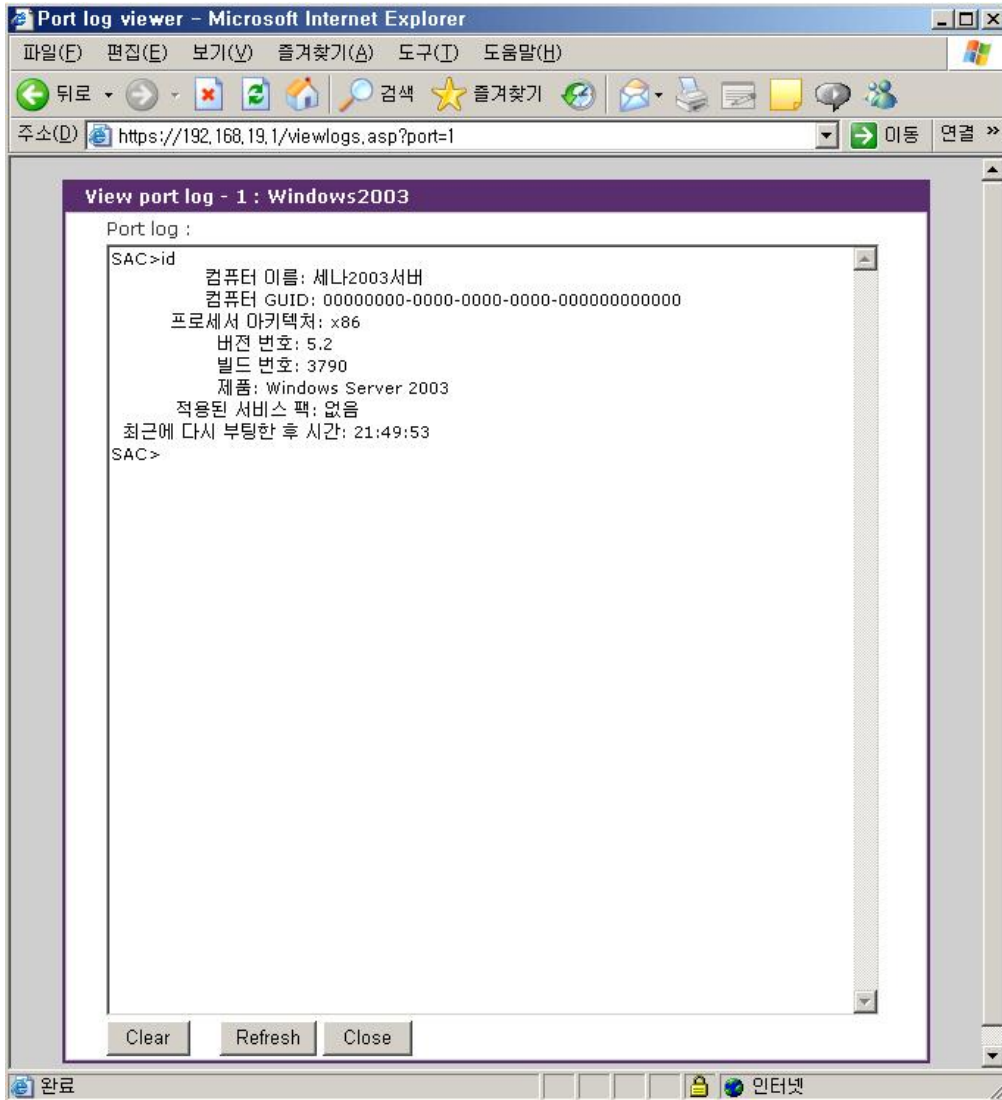 Port log viewer - Microsoft Internet Explorer
파일(F) 편집(E) 보기(V) 즐겨찾기(A) 도구(T) 도움말(H)
뒤로 검색 즐겨찾기
주소(D) https://192.168.19.1/viewlogs.asp?port=1 이동 연결 »
View port log - 1 : Windows2003
Port log :
SAC>id
컴퓨터 이름: 세나2003서버
컴퓨터 GUID: 00000000-0000-0000-0000-000000000000
프로세서 아키텍처: x86
버전 번호: 5.2
빌드 번호: 3790
제품: Windows Server 2003
적용된 서비스 팩: 없음
최근에 다시 부팅한 후 시간: 21:49:53
SAC>
Clear Refresh Close
완료 인터넷